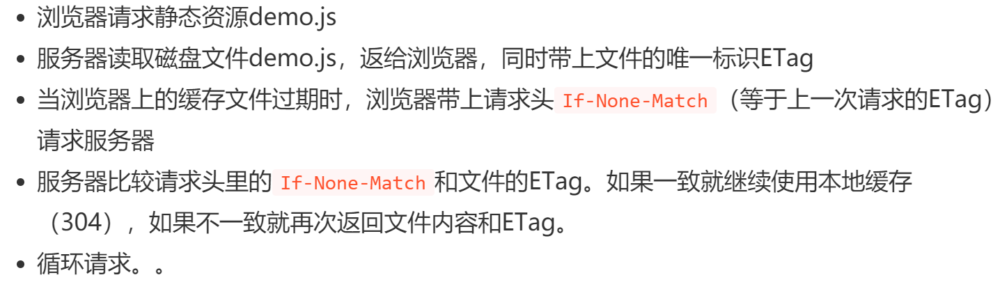 • 浏览器请求静态资源demo.js
• 服务器读取磁盘文件demo.js，返给浏览器，同时带上文件的唯一标识ETag
• 当浏览器上的缓存文件过期时，浏览器带上请求头 If-None-Match（等于上一次请求的ETag）
请求服务器
• 服务器比较请求头里的 If-None-Match 和文件的ETag。如果一致就继续使用本地缓存
（304），如果不一致就再次返回文件内容和ETag。
• 循环请求。。